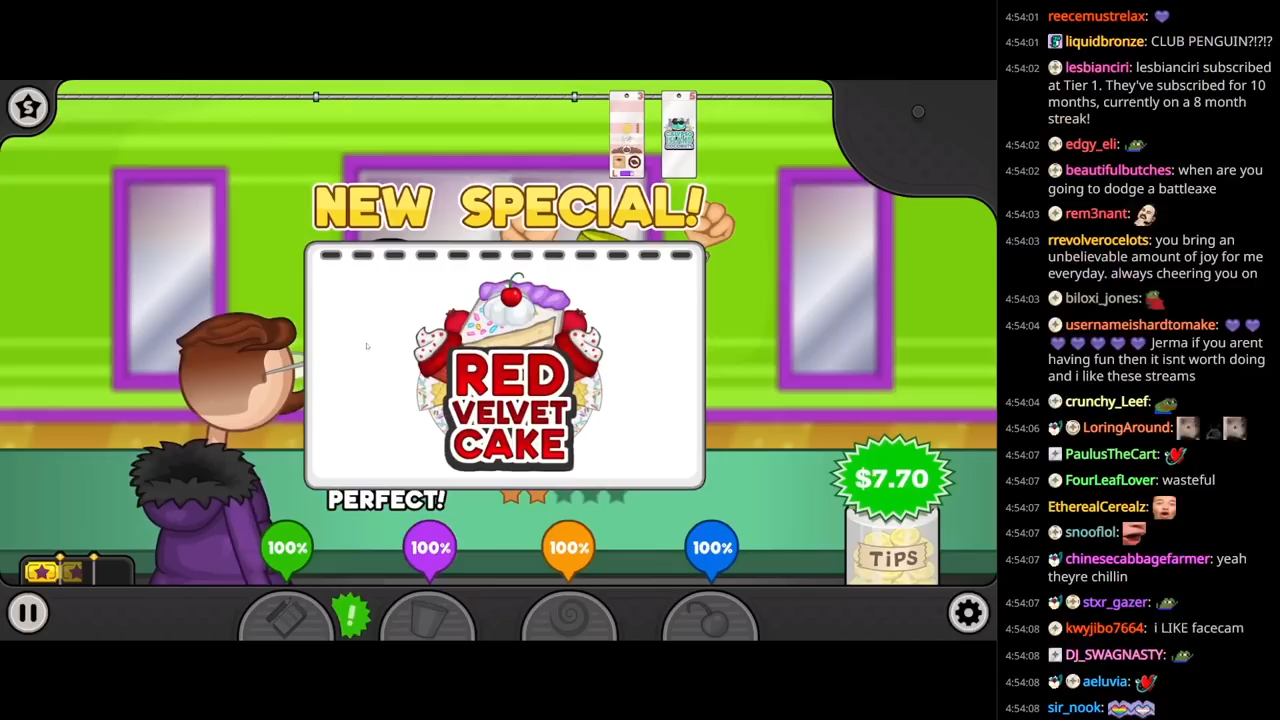 NEW SPECIAL!
RED
VELVET
CAKE
PERFECT!
$7.70
TIPS
100%
100%
100%
100%
!
3
5
L
4:54:01 reecemustrelax:
4:54:01 liquidbronze: CLUB PENGUIN?!?!?
4:54:02 lesbianciri: lesbianciri subscribed
at Tier 1. They've subscribed for 10
months, currently on a 8 month
streak!
4:54:02 edgy_eli:
4:54:02 beautifulbutches: when are you
going to dodge a battleaxe
4:54:03 rem3nant:
rrevolverocelots: you bring an
4:54:03 unbelievable amount of joy for me
everyday. always cheering you on
4:54:03 biloxi_jones:
4:54:04 usernameishardtomake:
Jerma if you arent
having fun then it isnt worth doing
and i like these streams
4:54:04 crunchy_Leef:
4:54:06 LoringAround:
4:54:07 PaulusTheCart:
4:54:07 FourLeafLover: wasteful
4:54:07 EtherealCerealz:
4:54:07 snooflol:
4:54:07 chinesecabbagefarmer: yeah
theyre chillin
4:54:07 stxr_gazer:
4:54:08 kwyjibo7664: i LIKE facecam
4:54:08 DJ_SWAGNASTY:
4:54:08 aeluvia:
4:54:08 sir_nook: